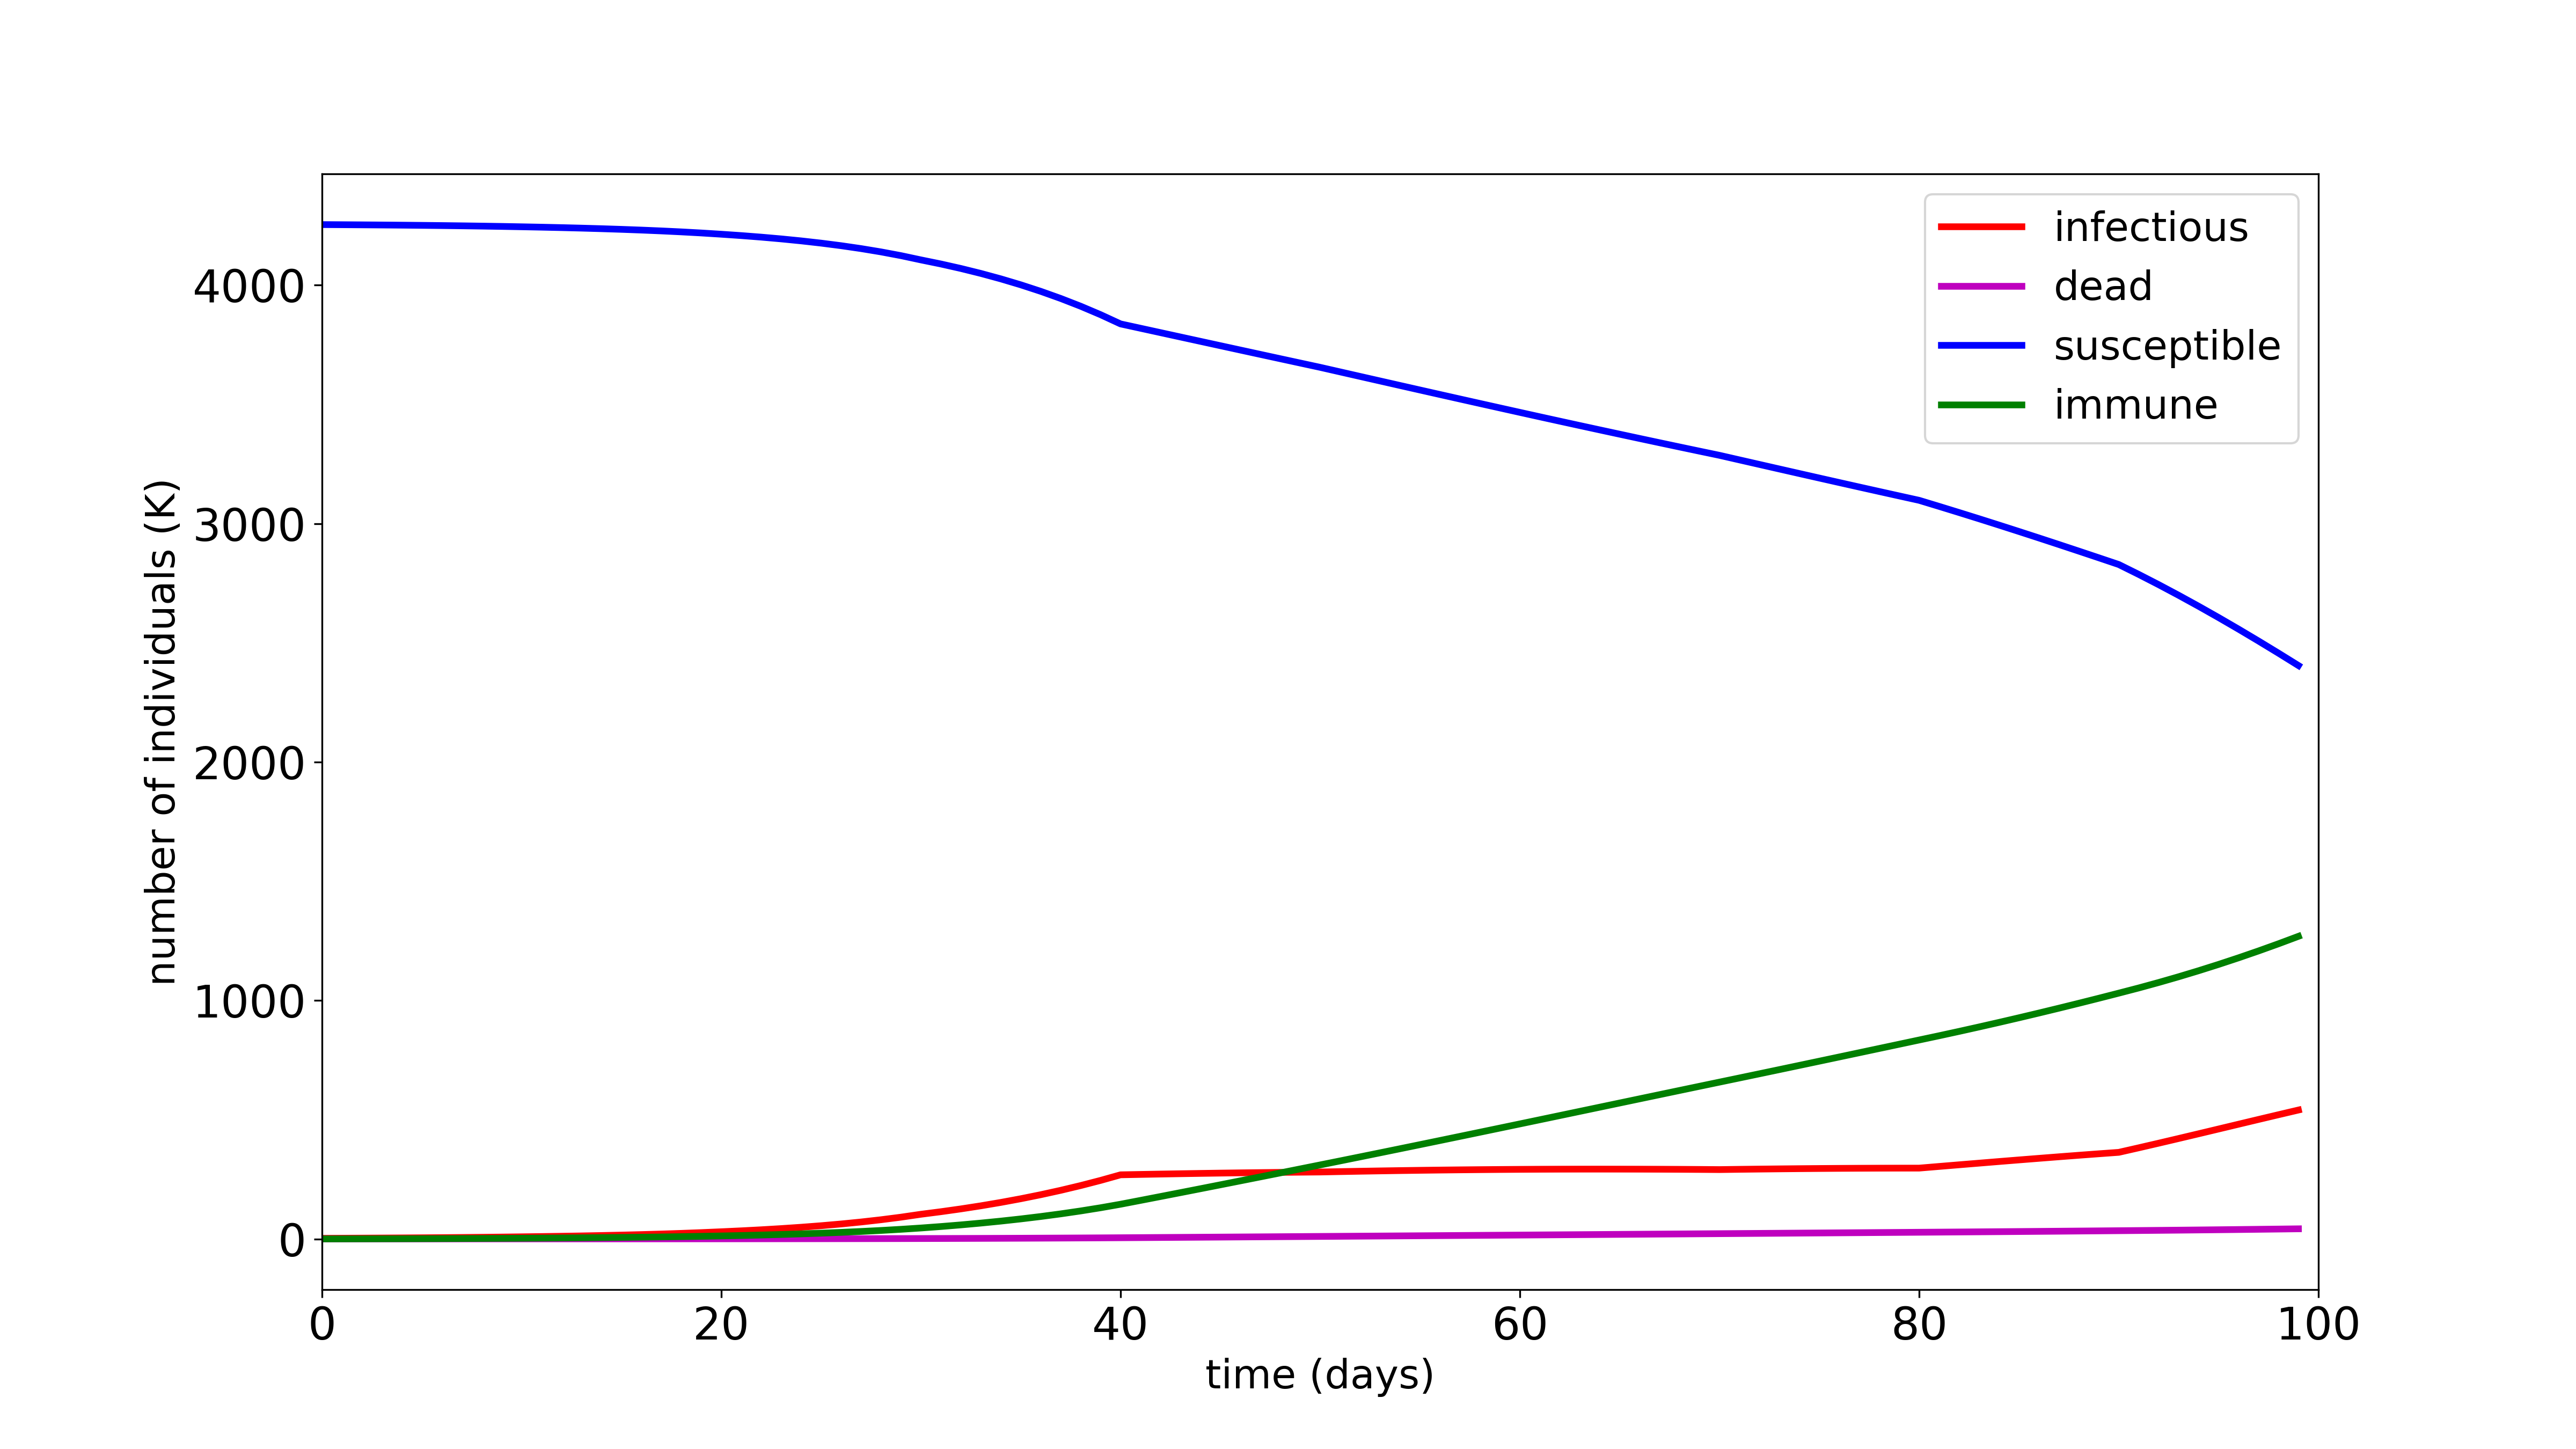 infectious
dead
susceptible
immune
4000
3000
2000
1000
0
number of individuals (K)
0 20 40 60 80 100
time (days)